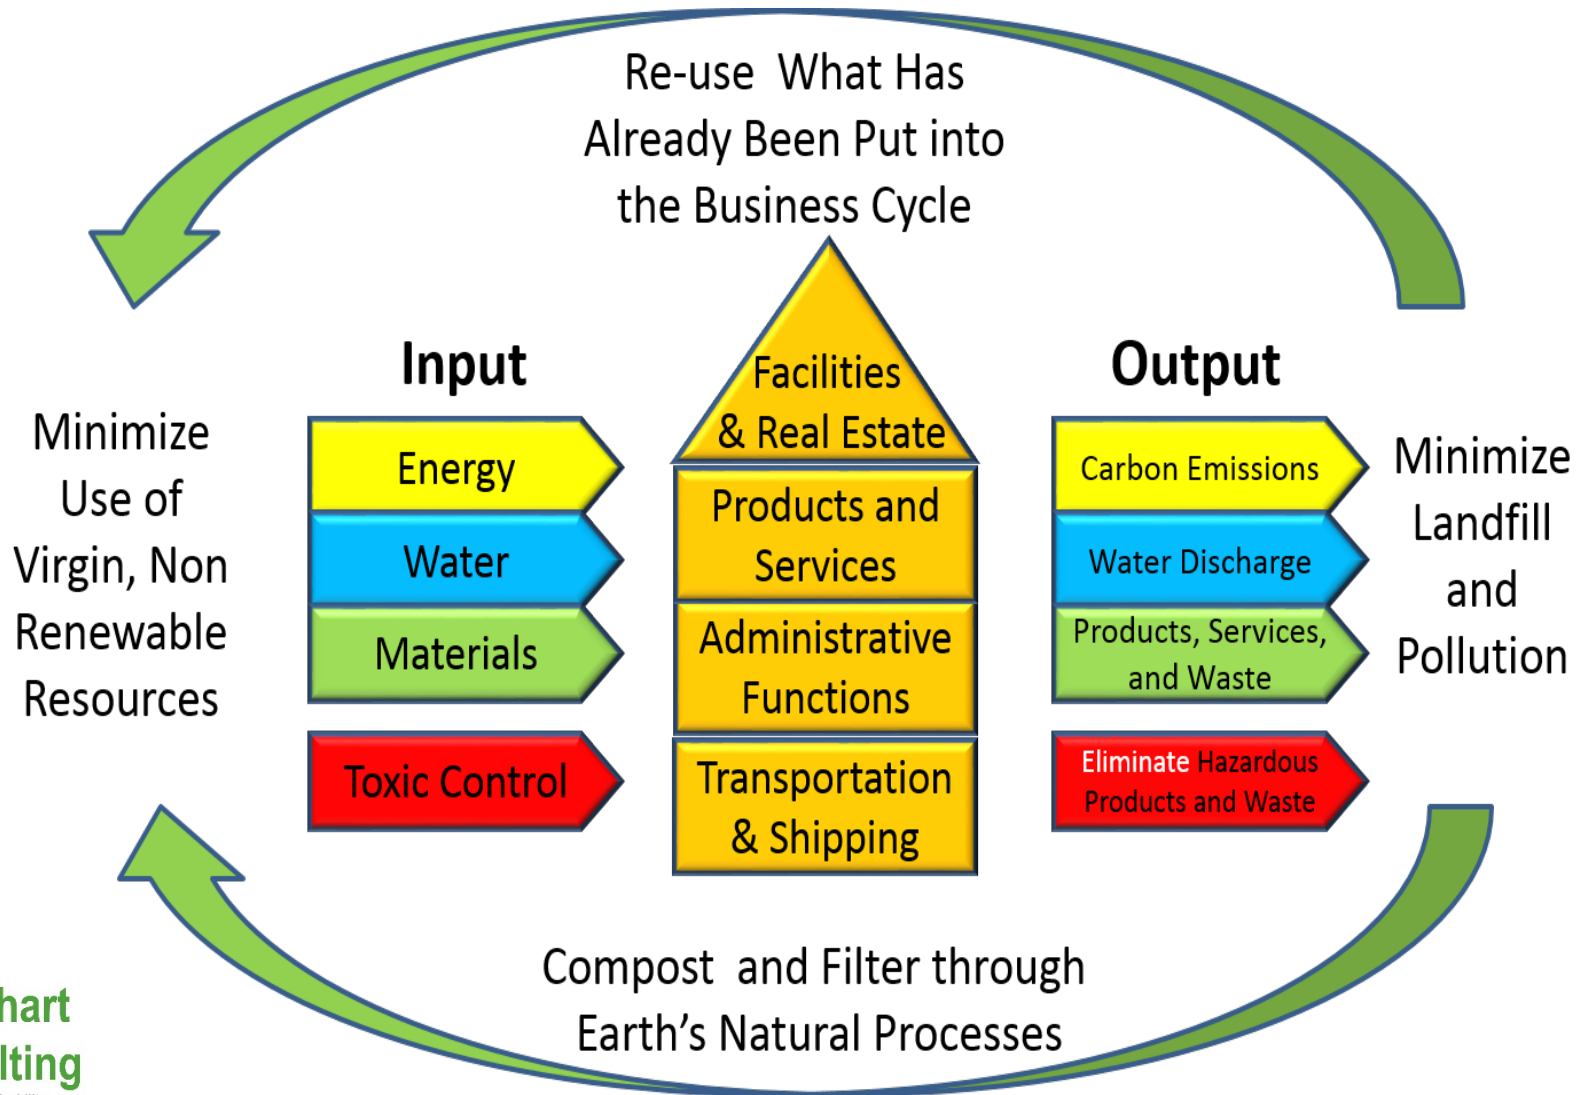 Re-use What Has
Already Been Put into
the Business Cycle
Input
Output
Minimize
Use of
Virgin, Non
Renewable
Resources
Energy
Water
Materials
Toxic Control
Facilities
& Real Estate
Products and
Services
Administrative
Functions
Transportation
& Shipping
Carbon Emissions
Water Discharge
Products, Services,
and Waste
Eliminate Hazardous
Products and Waste
Minimize
Landfill
and
Pollution
Compost and Filter through
Earth's Natural Processes
hart
lting